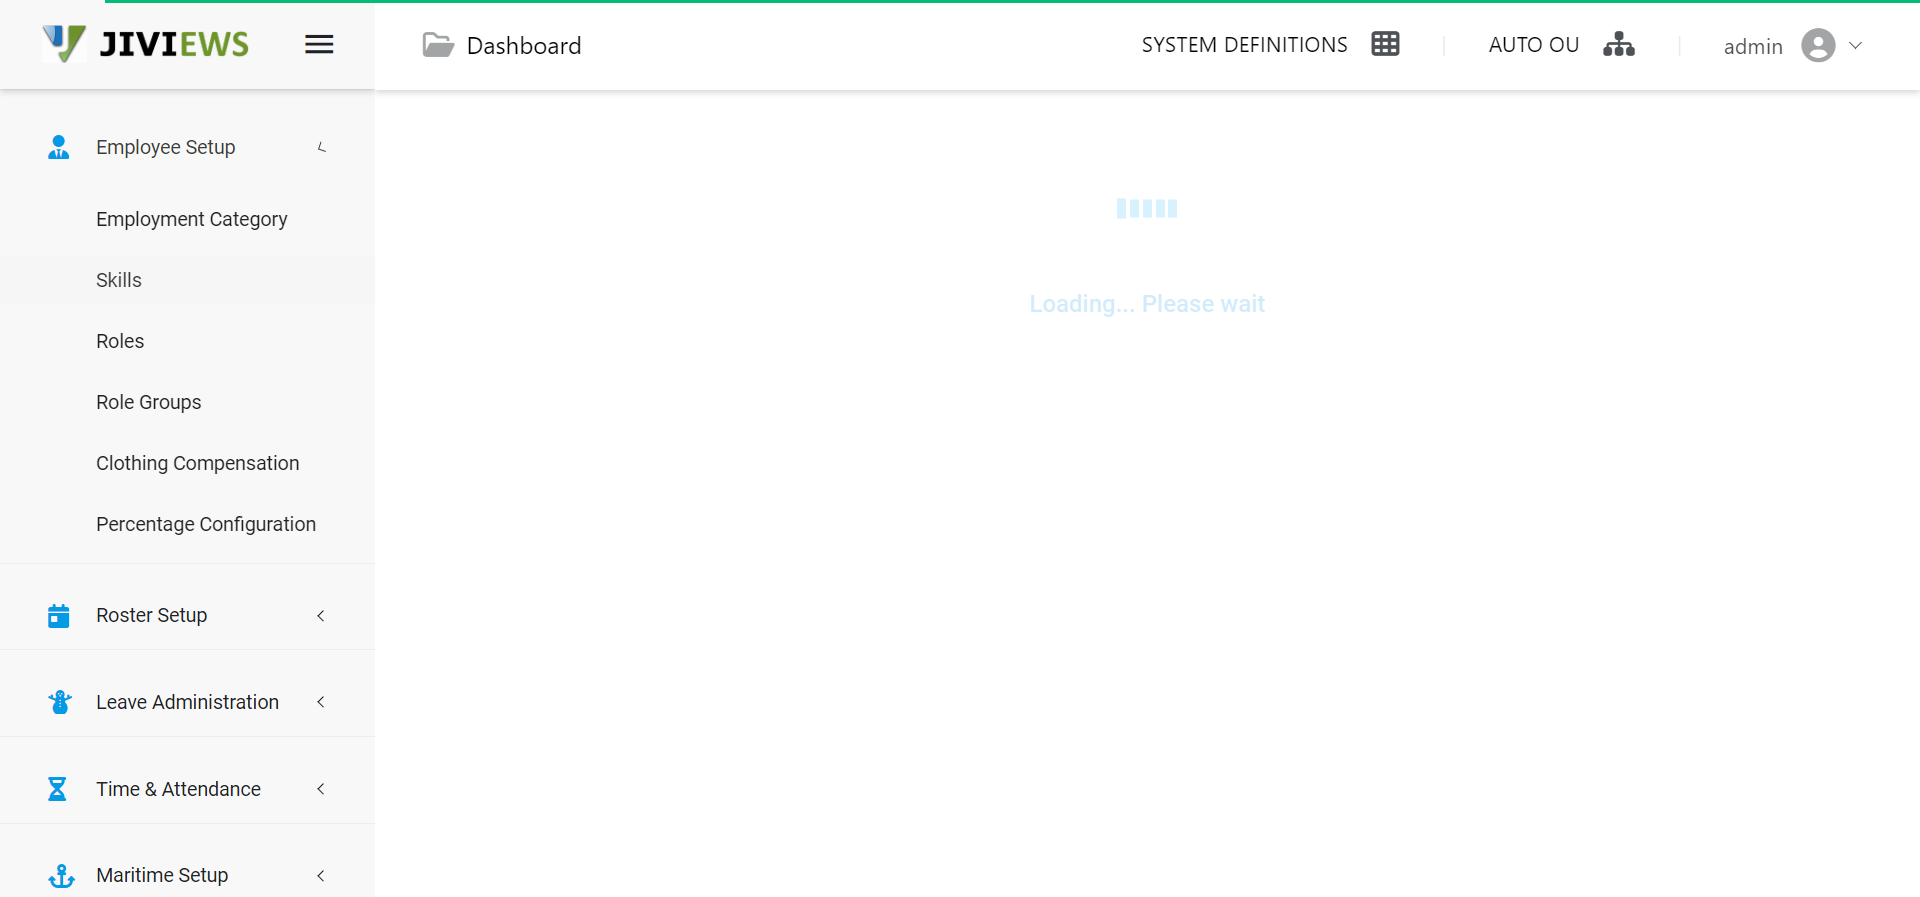 JIVIEWS
Dashboard
SYSTEM DEFINITIONS
AUTO OU
admin
Employee Setup
Employment Category
Skills
Roles
Role Groups
Clothing Compensation
Percentage Configuration
Roster Setup
Leave Administration
Time & Attendance
Maritime Setup
Loading... Please wait